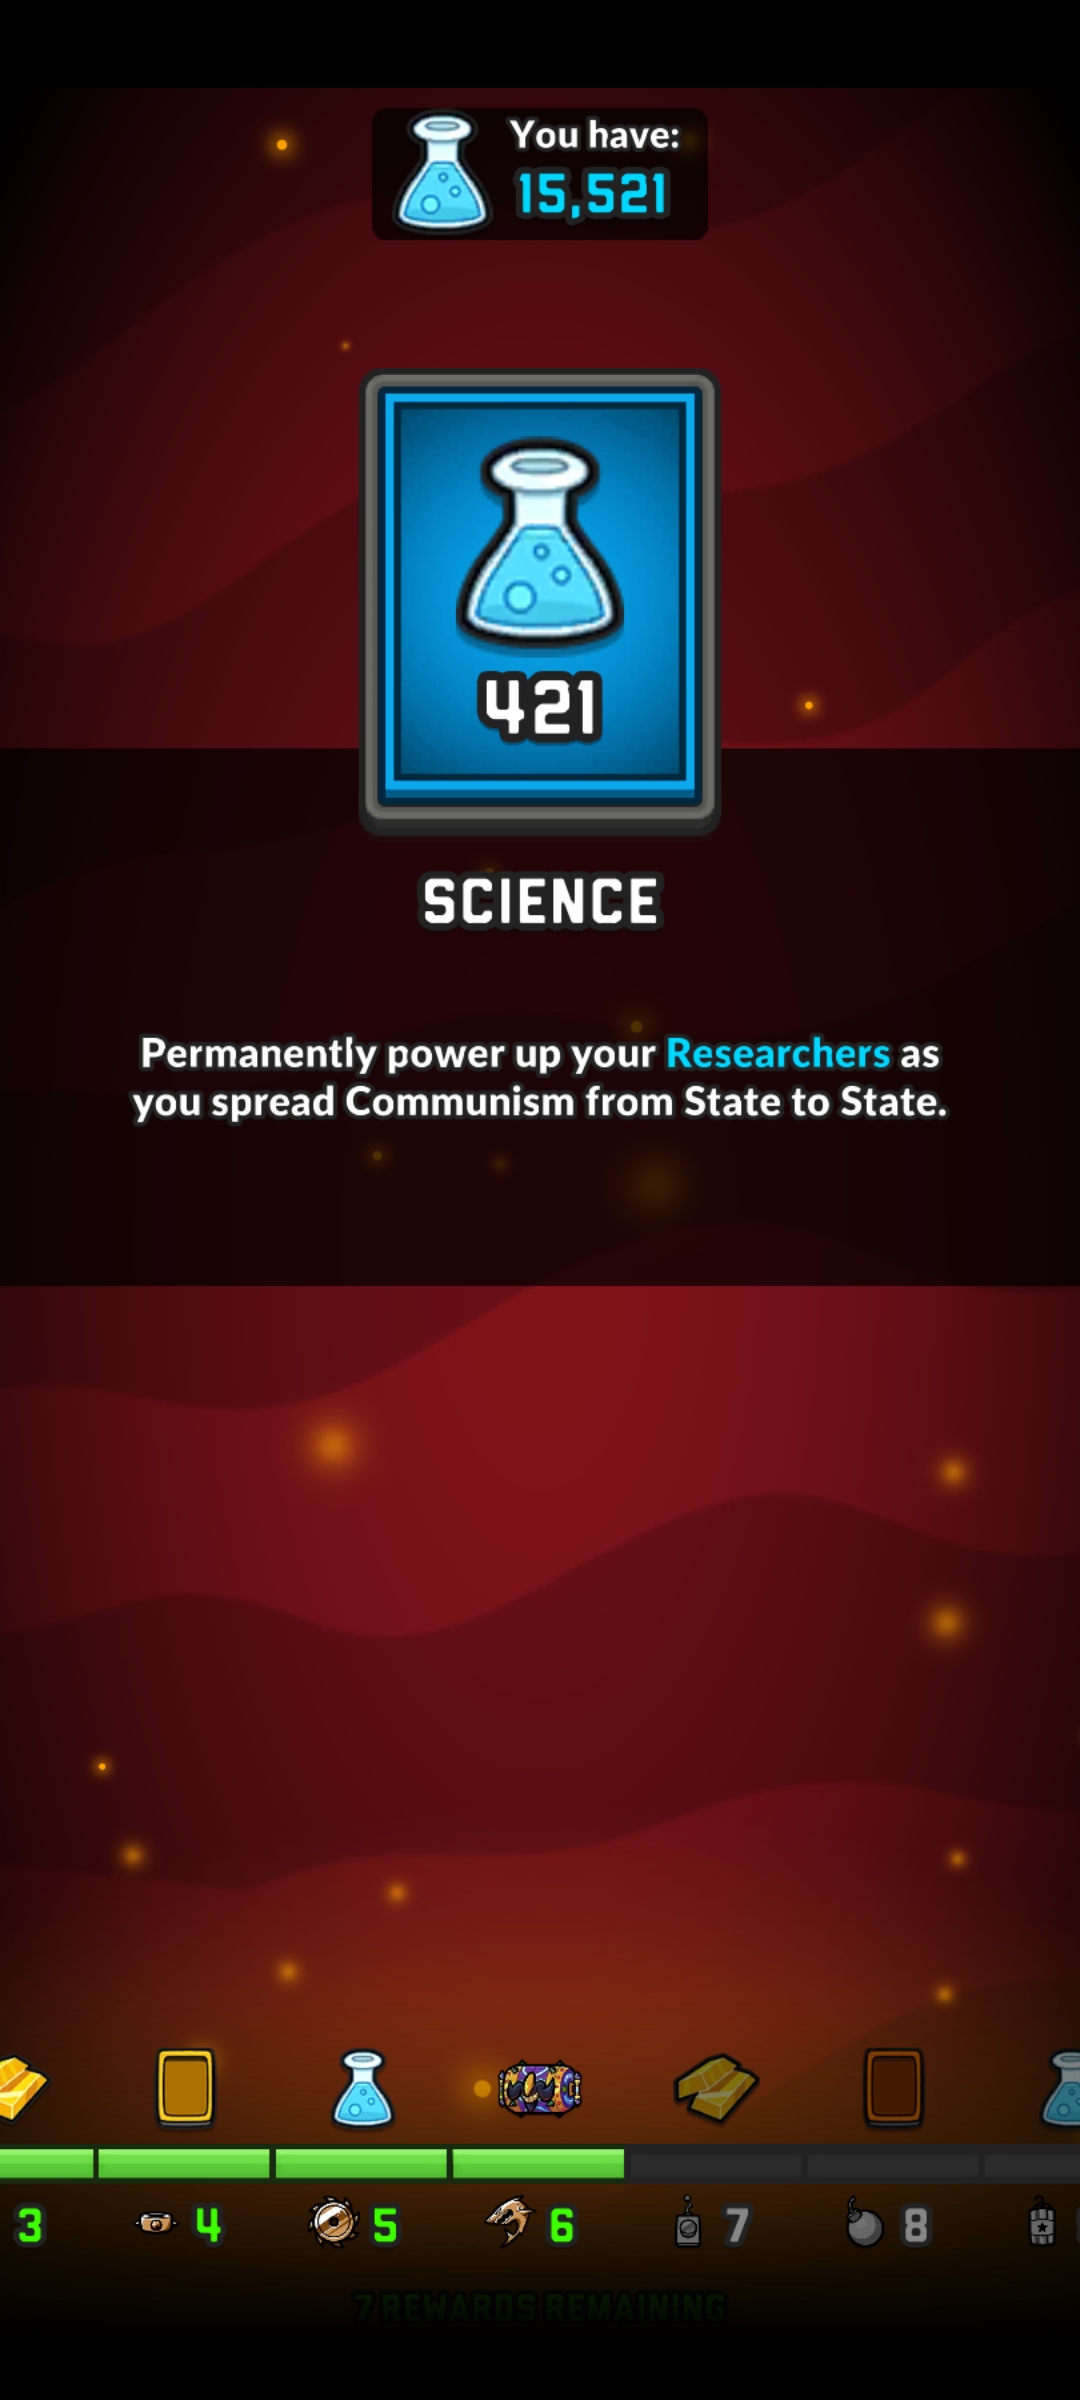 You have:
15,521
421
SCIENCE
Permanently power up your Researchers as
you spread Communism from State to State.
3 4 5 6 7 8
7 REWARDS REMAINING